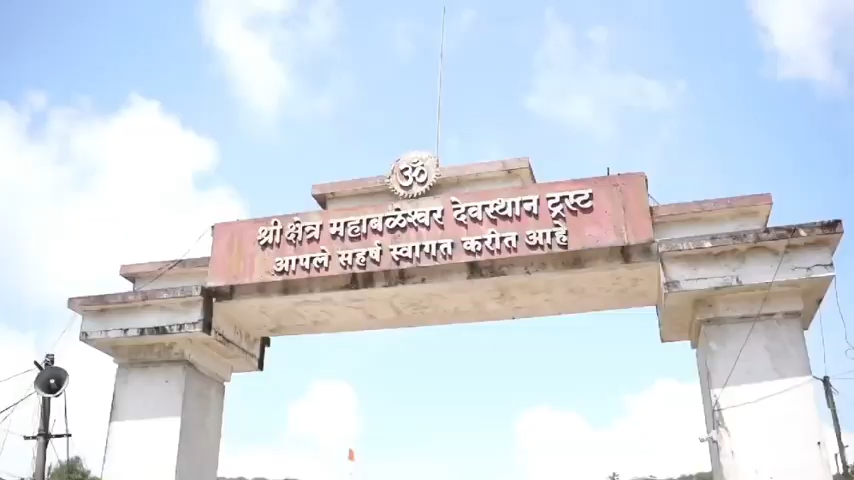 ॐ
श्री क्षेत्र महाबळेश्वर देवस्थान ट्रस्ट
आपले सहर्ष स्वागत करीत आहे